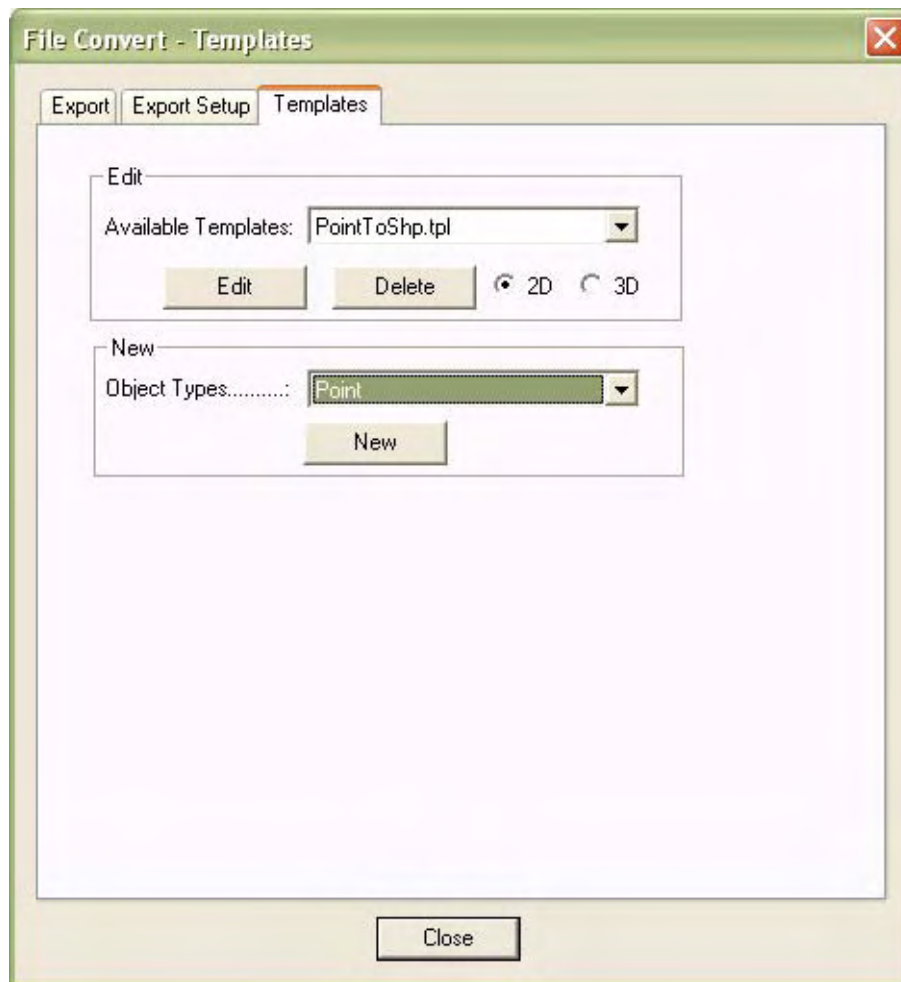 File Convert - Templates
Export Export Setup Templates
Edit
Available Templates: PointToShp.tpl
Edit Delete 2D 3D
New
Object Types..........: Point
New
Close